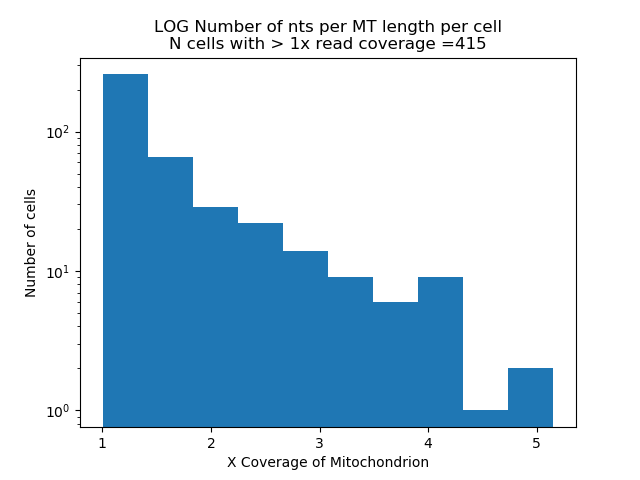 LOG Number of nts per MT length per cell
N cells with > 1x read coverage =415
Number of cells
10²
10¹
10⁰
1 2 3 4 5
X Coverage of Mitochondrion